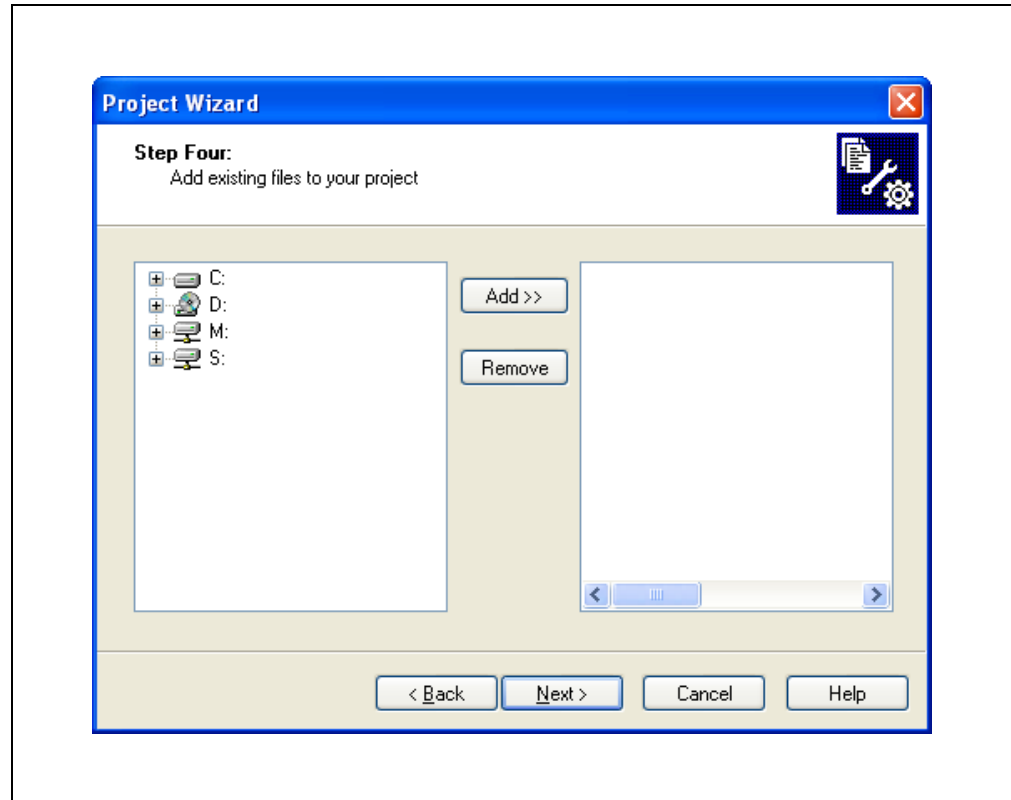 Project Wizard
Step Four:
Add existing files to your project
C:
D:
M:
S:
Add >>
Remove
< Back
Next >
Cancel
Help